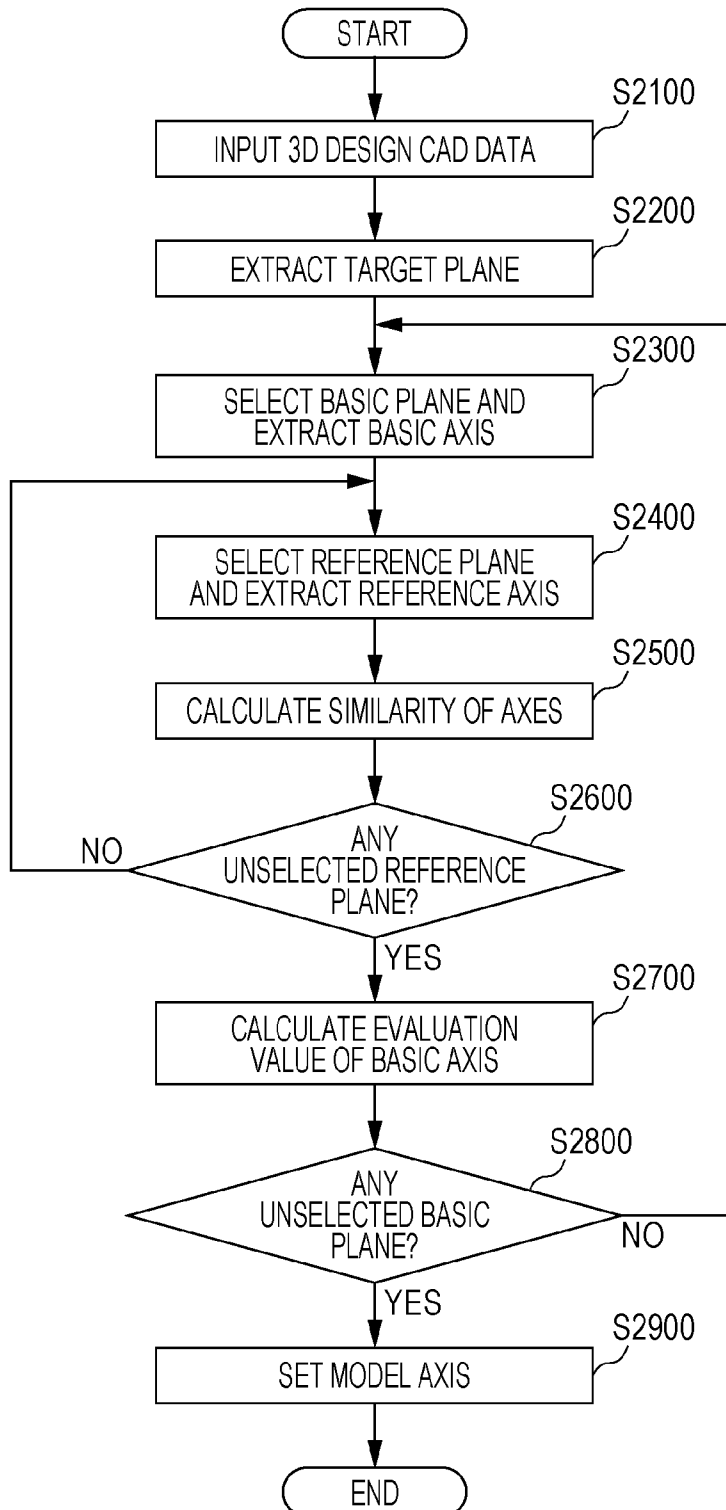 START
S2100
INPUT 3D DESIGN CAD DATA
S2200
EXTRACT TARGET PLANE
S2300
SELECT BASIC PLANE AND
EXTRACT BASIC AXIS
S2400
SELECT REFERENCE PLANE
AND EXTRACT REFERENCE AXIS
S2500
CALCULATE SIMILARITY OF AXES
S2600
ANY
UNSELECTED REFERENCE
PLANE?
NO
YES
S2700
CALCULATE EVALUATION
VALUE OF BASIC AXIS
S2800
ANY
UNSELECTED BASIC
PLANE?
NO
YES
S2900
SET MODEL AXIS
END